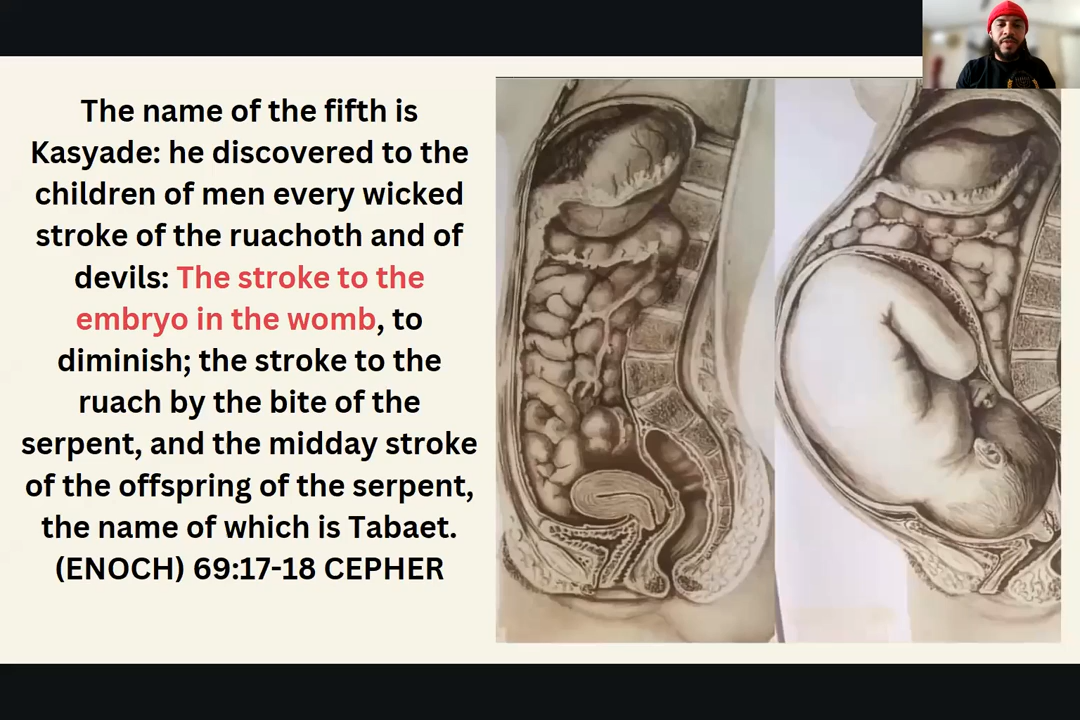 The name of the fifth is
Kasyade: he discovered to the
children of men every wicked
stroke of the ruachoth and of
devils: The stroke to the
embryo in the womb, to
diminish; the stroke to the
ruach by the bite of the
serpent, and the midday stroke
of the offspring of the serpent,
the name of which is Tabaet.
(ENOCH) 69:17-18 CEPHER